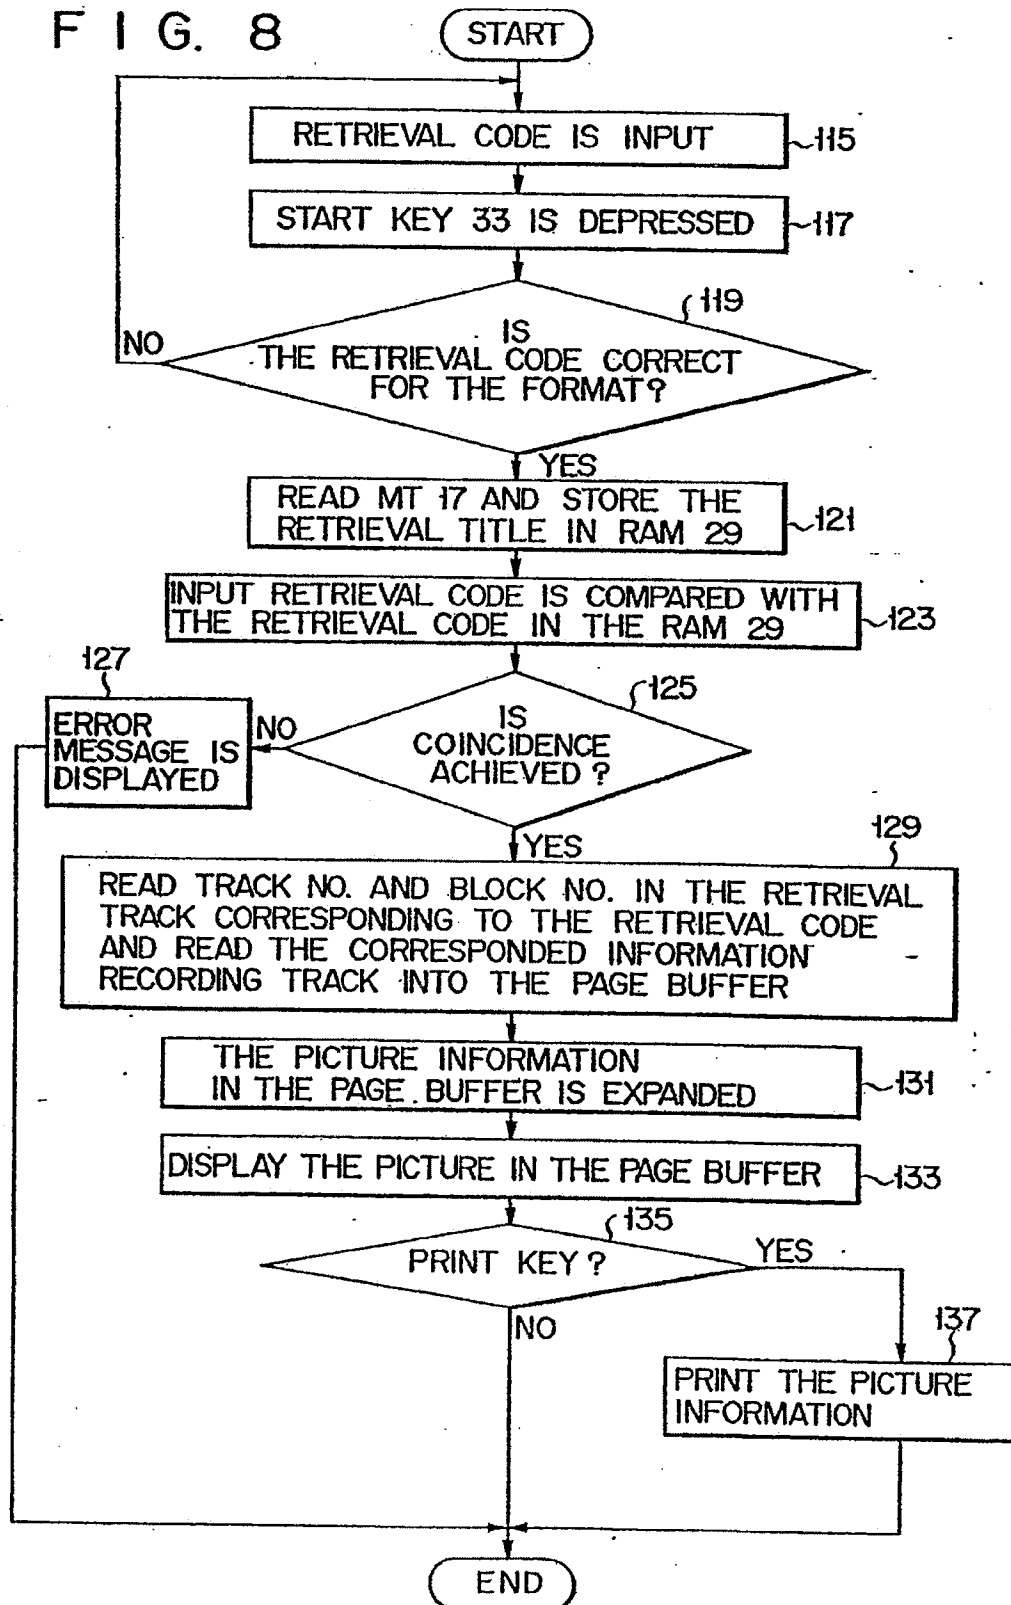 FIG. 8
START
RETRIEVAL CODE IS INPUT
115
START KEY 33 IS DEPRESSED
117
119
IS
THE RETRIEVAL CODE CORRECT
FOR THE FORMAT?
NO
YES
READ MT 17 AND STORE THE
RETRIEVAL TITLE IN RAM 29
121
INPUT RETRIEVAL CODE IS COMPARED WITH
THE RETRIEVAL CODE IN THE RAM 29
123
127
125
IS
COINCIDENCE
ACHIEVED?
NO
ERROR
MESSAGE IS
DISPLAYED
YES
129
READ TRACK NO. AND BLOCK NO. IN THE RETRIEVAL
TRACK CORRESPONDING TO THE RETRIEVAL CODE
AND READ THE CORRESPONDED INFORMATION
RECORDING TRACK INTO THE PAGE BUFFER
THE PICTURE INFORMATION
IN THE PAGE BUFFER IS EXPANDED
131
DISPLAY THE PICTURE IN THE PAGE BUFFER
133
135
PRINT KEY?
YES
NO
137
PRINT THE PICTURE
INFORMATION
END